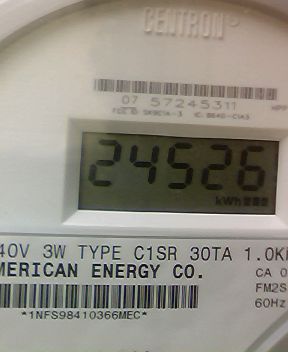 CENTRON®
07 57245311
24526
kWh
40V 3W TYPE C1SR 30TA 1.0K
MERICAN ENERGY CO.
CA 0
FM2S
60Hz
*1NFS98410366MEC*